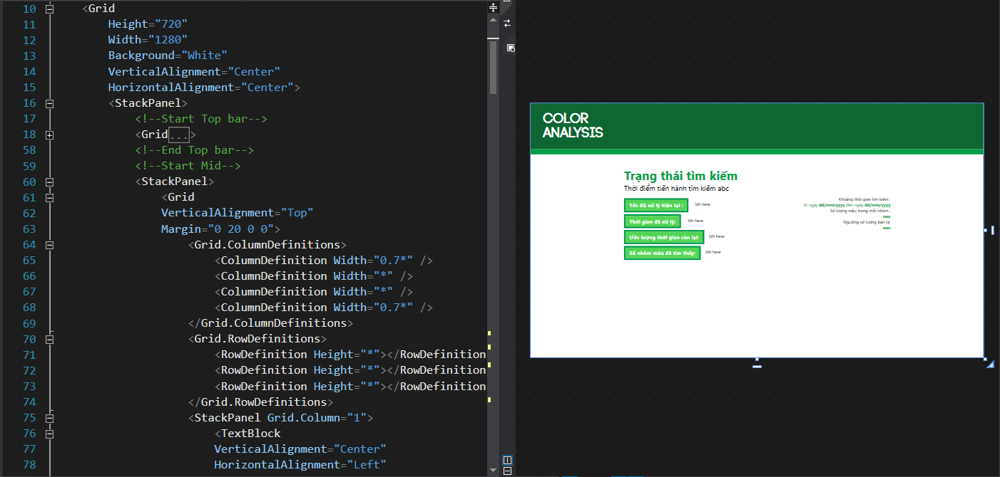 10 <Grid
11 Height="720"
12 Width="1280"
13 Background="White"
14 VerticalAlignment="Center"
15 HorizontalAlignment="Center">
16 <StackPanel>
17 <!--Start Top bar-->
18 <Grid...>
58 <!--End Top bar-->
59 <!--Start Mid-->
60 <StackPanel>
61 <Grid
62 VerticalAlignment="Top"
63 Margin="0 20 0 0">
64 <Grid.ColumnDefinitions>
65 <ColumnDefinition Width="0.7*" />
66 <ColumnDefinition Width="*" />
67 <ColumnDefinition Width="*" />
68 <ColumnDefinition Width="0.7*" />
69 </Grid.ColumnDefinitions>
70 <Grid.RowDefinitions>
71 <RowDefinition Height="*"></RowDefinition
72 <RowDefinition Height="*"></RowDefinition
73 <RowDefinition Height="*"></RowDefinition
74 </Grid.RowDefinitions>
75 <StackPanel Grid.Column="1">
76 <TextBlock
77 VerticalAlignment="Center"
78 HorizontalAlignment="Left"
COLOR
ANALYSIS
Trạng thái tìm kiếm
Thời điểm tiến hành tìm kiếm abc
Tốc độ xử lý hiện tại : Sth here
Thời gian đã xử lý: Sth here
Ước lượng thời gian còn lại: Sth here
Số nhóm màu đã tìm thấy: Sth here
Khoảng thời gian tìm kiếm :
từ ngày dd/mm/yyyy đến ngày dd/mm/yyyy
Số lượng màu trong mỗi nhóm :
ssss
Ngưỡng số lượng bán ra:
ssss